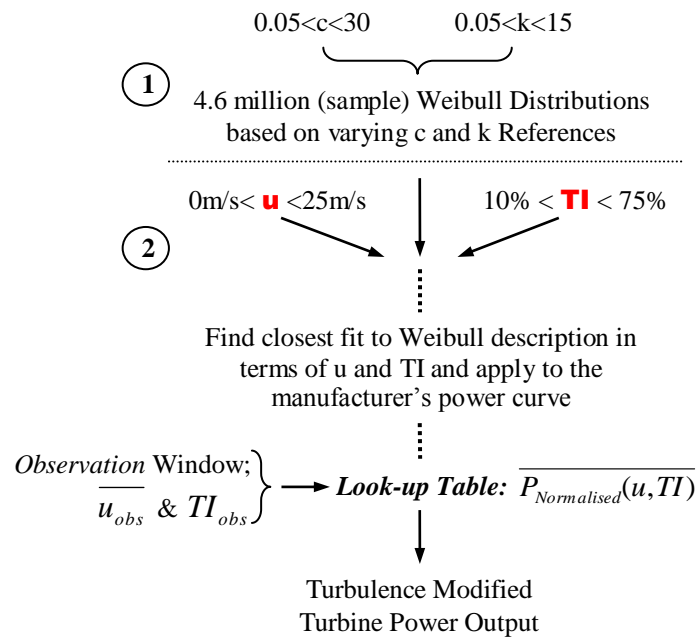 0.05<c<30 0.05<k<15
1
4.6 million (sample) Weibull Distributions
based on varying c and k References
0m/s< u <25m/s 10% < TI < 75%
2
Find closest fit to Weibull description in
terms of u and TI and apply to the
manufacturer's power curve
Observation Window;
u_obs & TI_obs
Look-up Table: P_Normalised(u,TI)
Turbulence Modified
Turbine Power Output